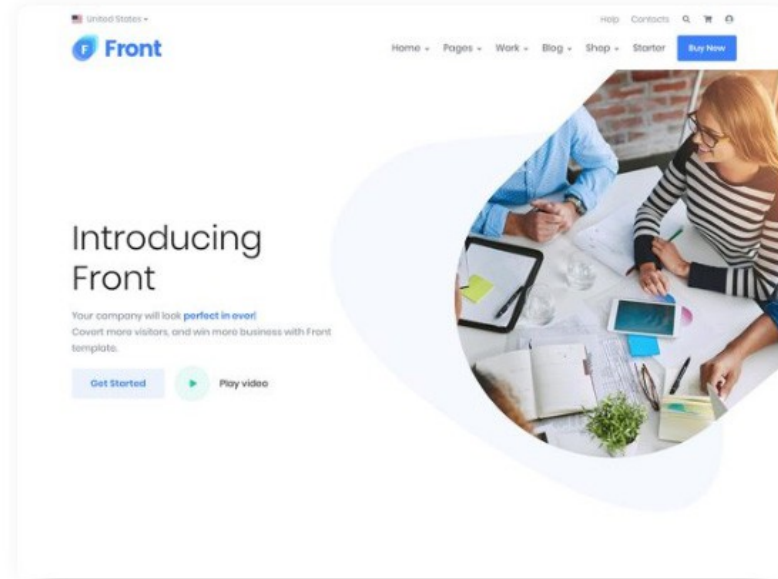 United States
Help Contacts
F Front
Home Pages Work Blog Shop Starter Buy Now
Introducing
Front
Your company will look perfect in ever|
Covert more visitors, and win more business with Front
template.
Get Started Play video